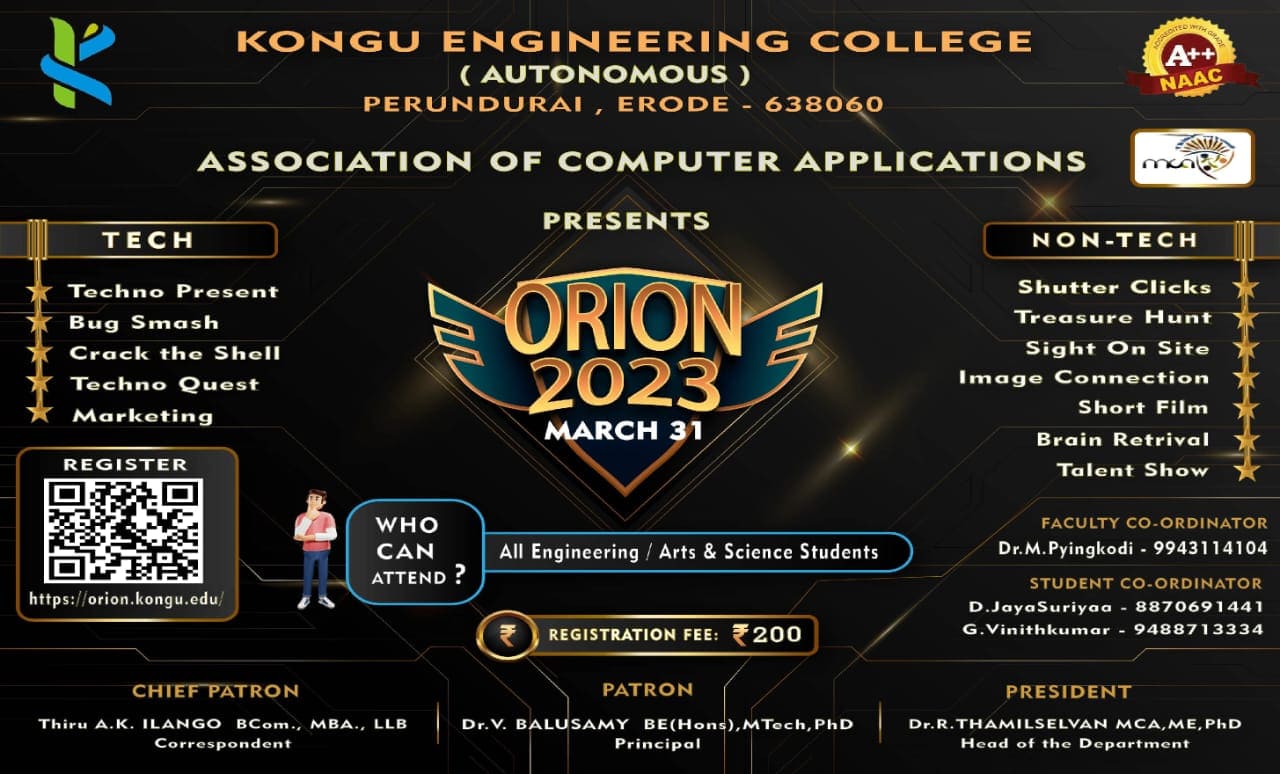 KONGU ENGINEERING COLLEGE
( AUTONOMOUS )
PERUNDURAI , ERODE - 638060
ACCREDITED WITH GRADE
A++
NAAC
ASSOCIATION OF COMPUTER APPLICATIONS
mca
PRESENTS
ORION
2023
MARCH 31
TECH
Techno Present
Bug Smash
Crack the Shell
Techno Quest
Marketing
NON-TECH
Shutter Clicks
Treasure Hunt
Sight On Site
Image Connection
Short Film
Brain Retrival
Talent Show
REGISTER
https://orion.kongu.edu/
WHO
CAN
ATTEND ?
All Engineering / Arts & Science Students
₹ REGISTRATION FEE: ₹200
FACULTY CO-ORDINATOR
Dr.M.Pyingkodi - 9943114104
STUDENT CO-ORDINATOR
D.JayaSuriyaa - 8870691441
G.Vinithkumar - 9488713334
CHIEF PATRON
Thiru A.K. ILANGO BCom., MBA., LLB
Correspondent
PATRON
Dr.V. BALUSAMY BE(Hons),MTech,PhD
Principal
PRESIDENT
Dr.R.THAMILSELVAN MCA,ME,PhD
Head of the Department